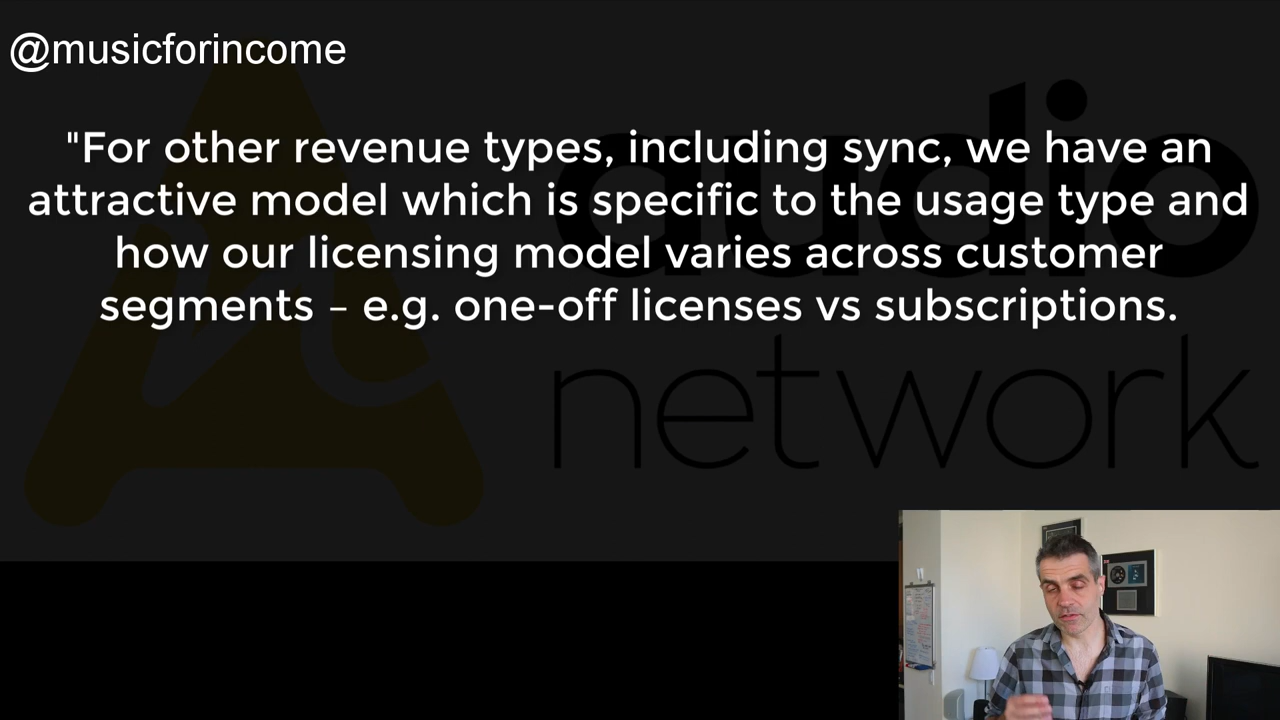 @musicforincome
"For other revenue types, including sync, we have an
attractive model which is specific to the usage type and
how our licensing model varies across customer
segments – e.g. one-off licenses vs subscriptions.
audio
network